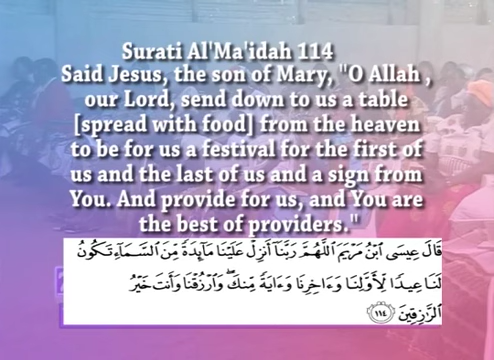 Surati Al'Ma'idah 114
Said Jesus, the son of Mary, "O Allah ,
our Lord, send down to us a table
[spread with food] from the heaven
to be for us a festival for the first of
us and the last of us and a sign from
You. And provide for us, and You are
the best of providers."
قَالَ عِيسَى ٱبْنُ مَرْيَمَ ٱللَّهُمَّ رَبَّنَآ أَنزِلْ عَلَيْنَا مَآئِدَةً مِّنَ ٱلسَّمَآءِ تَكُونُ
لَنَا عِيدًا لِّأَوَّلِنَا وَءَاخِرِنَا وَءَايَةً مِّنكَ ۖ وَٱرْزُقْنَا وَأَنتَ خَيْرُ
ٱلرَّٰزِقِينَ ١١٤